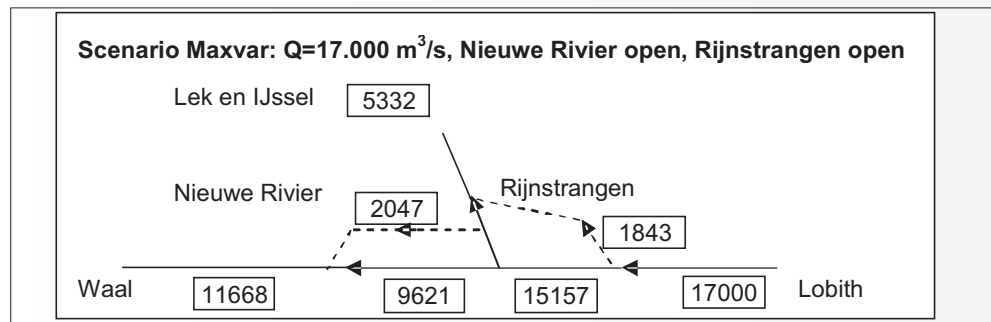 Scenario Maxvar: Q=17.000 m³/s, Nieuwe Rivier open, Rijnstrangen open
Lek en IJssel 5332
Nieuwe Rivier Rijnstrangen
2047 1843
Waal 11668 9621 15157 17000 Lobith